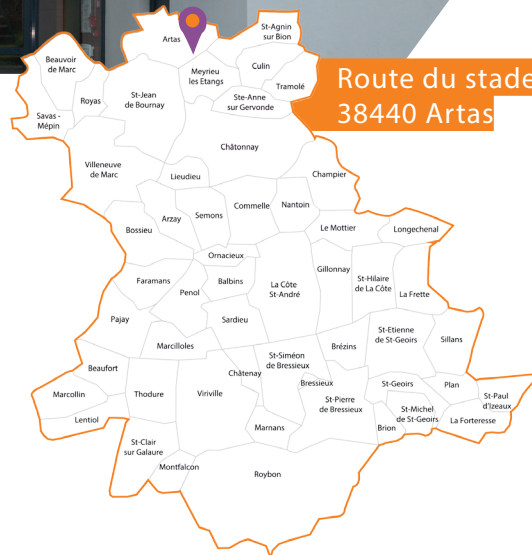 Route du stade
38440 Artas
Artas
St-Agnin
sur Bion
Beauvoir
de Marc
Meyrieu
les Etangs
Culin
Tramolé
Royas
St-Jean
de Bournay
Ste-Anne
sur Gervonde
Savas -
Mépin
Châtonnay
Villeneuve
de Marc
Lieudieu
Champier
Commelle
Nantoin
Semons
Arzay
Bossieu
Le Mottier
Longechenal
Ornacieux
Gillonnay
St-Hilaire
de La Côte
La Frette
Faramans
Penol
Balbins
La Côte
St-André
Pajay
Sardieu
St-Etienne
de St-Geoirs
Sillans
Marcilloles
Brézins
St-Siméon
de Bressieux
Beaufort
Châtenay
Bressieux
St-Geoirs
Plan
Marcollin
Thodure
Viriville
St-Pierre
de Bressieux
St-Paul
d'Izeaux
St-Michel
de St-Geoirs
La Forteresse
Lentiol
Marnans
Brion
St-Clair
sur Galaure
Montfalcon
Roybon